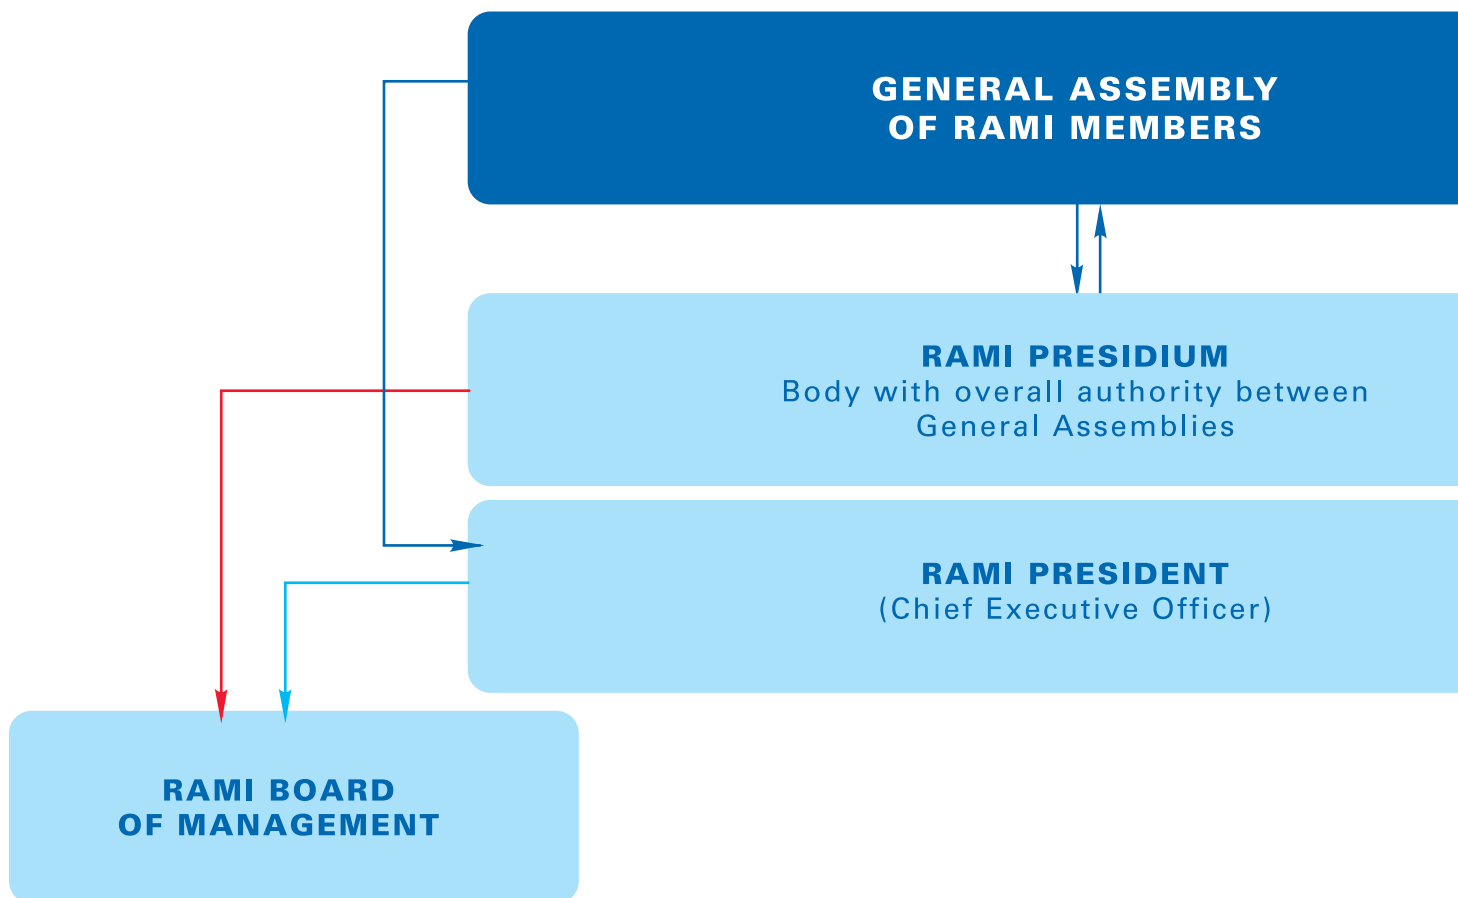 GENERAL ASSEMBLY
OF RAMI MEMBERS
RAMI PRESIDIUM
Body with overall authority between
General Assemblies
RAMI PRESIDENT
(Chief Executive Officer)
RAMI BOARD
OF MANAGEMENT